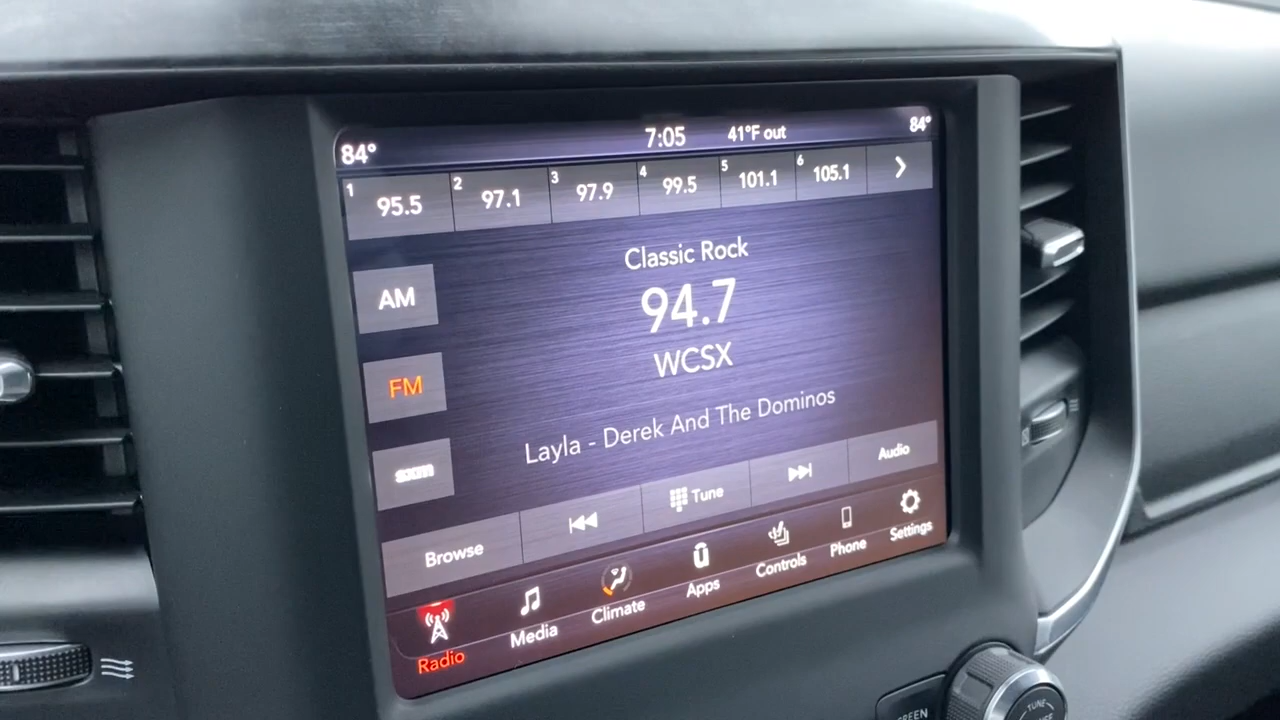 84° 7:05 41°F out 84°
1 95.5 2 97.1 3 97.9 4 99.5 5 101.1 6 105.1
Classic Rock
AM
94.7
WCSX
FM
Layla - Derek And The Dominos
sxm
Browse Tune Audio
Radio Media Climate Apps Controls Phone Settings
TUNE